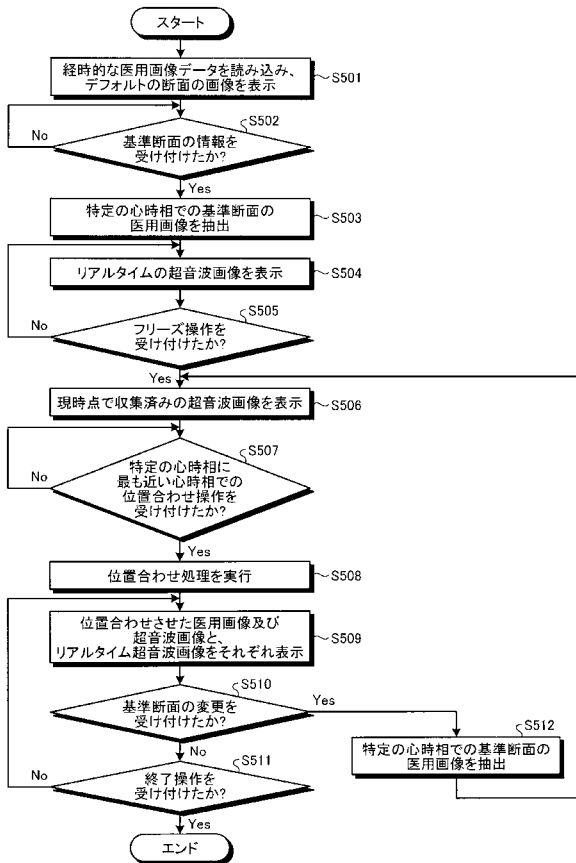 スタート
経時的な医用画像データを読み込み、
デフォルトの断面の画像を表示
S501
S502
No
基準断面の情報を
受け付けたか?
Yes
特定の心時相での基準断面の
医用画像を抽出
S503
リアルタイムの超音波画像を表示
S504
S505
No
フリーズ操作を
受け付けたか?
Yes
現時点で収集済みの超音波画像を表示
S506
S507
No
特定の心時相に
最も近い心時相での
位置合わせ操作を
受け付けたか?
Yes
位置合わせ処理を実行
S508
位置合わせさせた医用画像及び
超音波画像と、
リアルタイム超音波画像をそれぞれ表示
S509
S510
基準断面の変更を
受け付けたか?
Yes
S512
特定の心時相での基準断面の
医用画像を抽出
No
S511
No
終了操作を
受け付けたか?
Yes
エンド